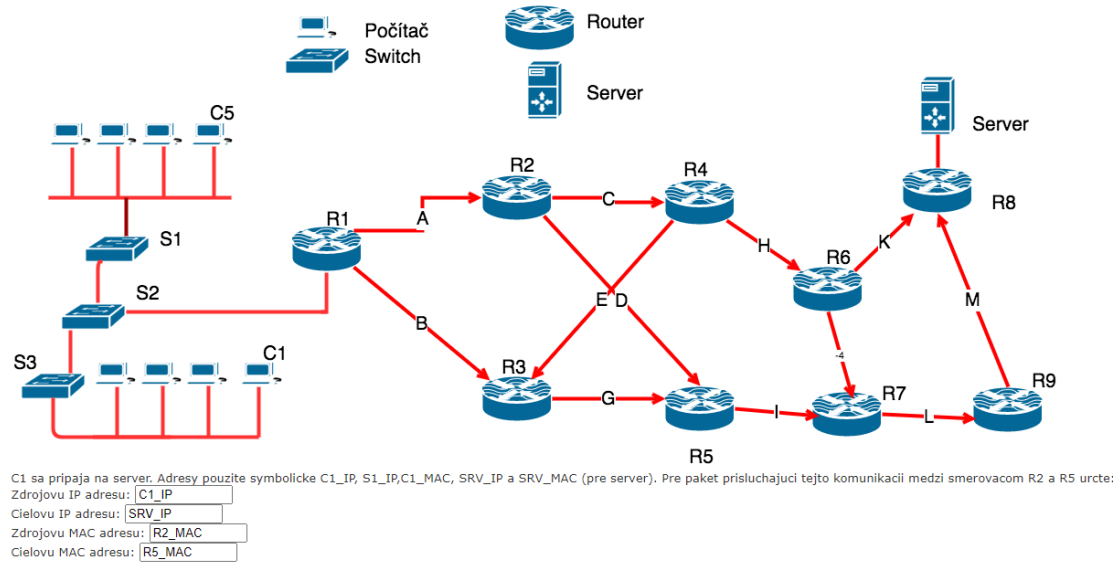 Počítač
Switch
Router
Server
C5
Server
R2
R4
R8
R1
C
A
S1
H
R6
K
S2
E D
M
B
-4
S3
C1
R3
R9
G
I
R7
L
R5
C1 sa pripaja na server. Adresy pouzite symbolicke C1_IP, S1_IP,C1_MAC, SRV_IP a SRV_MAC (pre server). Pre paket prisluchajuci tejto komunikacii medzi smerovacom R2 a R5 urcte:
Zdrojovu IP adresu: C1_IP
Cielovu IP adresu: SRV_IP
Zdrojovu MAC adresu: R2_MAC
Cielovu MAC adresu: R5_MAC